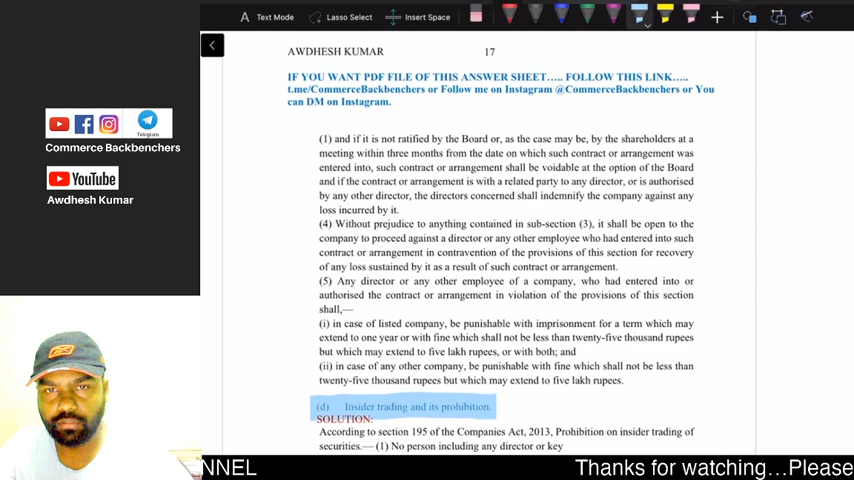 Text Mode
Lasso Select
Insert Space
AWDHESH KUMAR 17
IF YOU WANT PDF FILE OF THIS ANSWER SHEET.…. FOLLOW THIS LINK.….
t.me/CommerceBackbenchers or Follow me on Instagram @CommerceBackbenchers or You
can DM on Instagram.
Telegram
Commerce Backbenchers
YouTube
Awdhesh Kumar
(1) and if it is not ratified by the Board or, as the case may be, by the shareholders at a
meeting within three months from the date on which such contract or arrangement was
entered into, such contract or arrangement shall be voidable at the option of the Board
and if the contract or arrangement is with a related party to any director, or is authorised
by any other director, the directors concerned shall indemnify the company against any
loss incurred by it.
(4) Without prejudice to anything contained in sub-section (3), it shall be open to the
company to proceed against a director or any other employee who had entered into such
contract or arrangement in contravention of the provisions of this section for recovery
of any loss sustained by it as a result of such contract or arrangement.
(5) Any director or any other employee of a company, who had entered into or
authorised the contract or arrangement in violation of the provisions of this section
shall,—
(i) in case of listed company, be punishable with imprisonment for a term which may
extend to one year or with fine which shall not be less than twenty-five thousand rupees
but which may extend to five lakh rupees, or with both; and
(ii) in case of any other company, be punishable with fine which shall not be less than
twenty-five thousand rupees but which may extend to five lakh rupees.
(d) Insider trading and its prohibition.
SOLUTION:
According to section 195 of the Companies Act, 2013, Prohibition on insider trading of
securities.— (1) No person including any director or key
NNEL Thanks for watching...Please